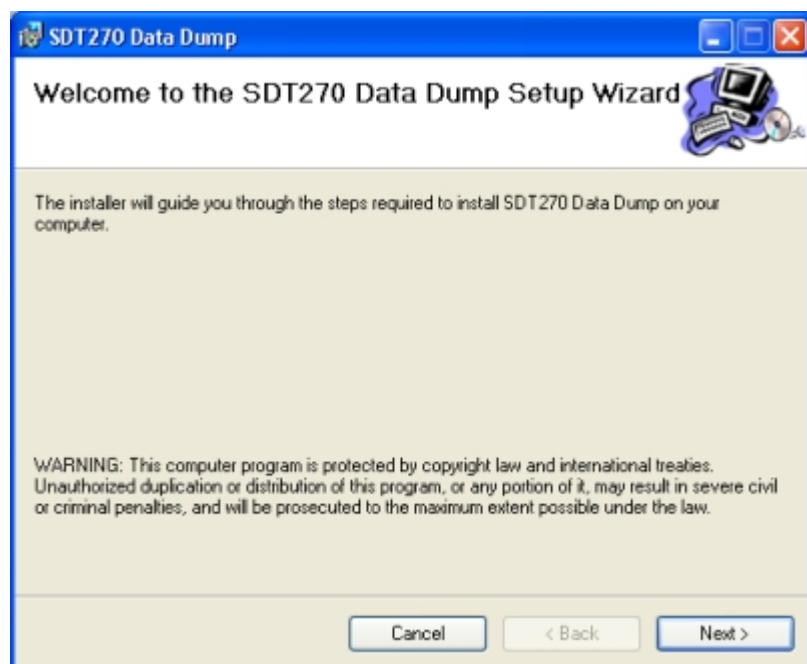 SDT270 Data Dump
Welcome to the SDT270 Data Dump Setup Wizard
The installer will guide you through the steps required to install SDT270 Data Dump on your
computer.
WARNING: This computer program is protected by copyright law and international treaties.
Unauthorized duplication or distribution of this program, or any portion of it, may result in severe civil
or criminal penalties, and will be prosecuted to the maximum extent possible under the law.
Cancel
< Back
Next >